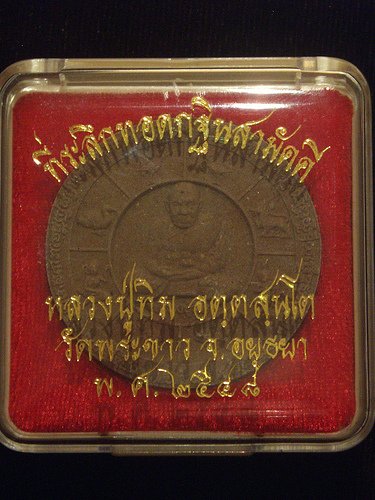 ที่ระลึกทอดกฐินสามัคคี
หลวงปู่ทิม อตฺตสนฺโต
วัดพระขาว จ. อยุธยา
พ. ศ. ๒๕๔๘